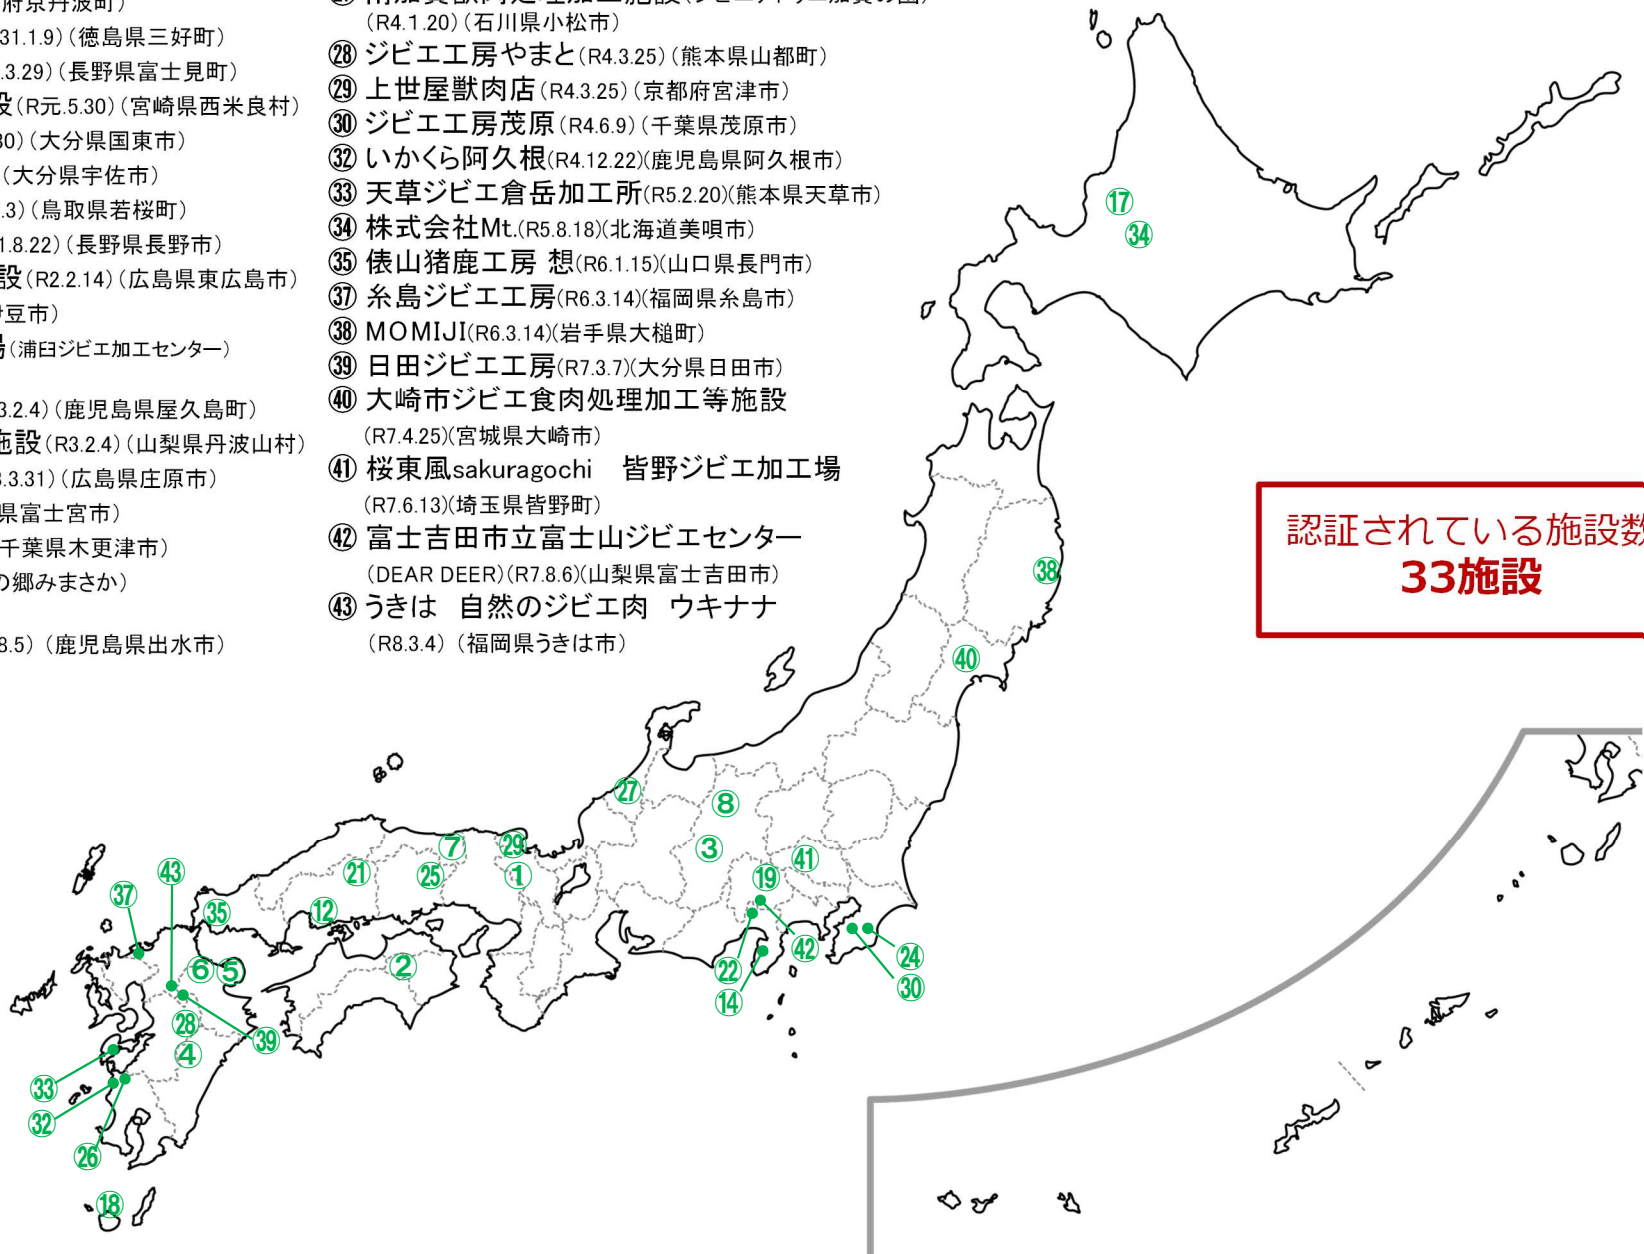 府京丹波町）
31.1.9）（徳島県三好町）
.3.29）（長野県富士見町）
設（R元.5.30）（宮崎県西米良村）
30）（大分県国東市）
（大分県宇佐市）
.3）（鳥取県若桜町）
1.8.22）（長野県長野市）
設（R2.2.14）（広島県東広島市）
伊豆市）
場（浦臼ジビエ加工センター）
3.2.4）（鹿児島県屋久島町）
施設（R3.2.4）（山梨県丹波山村）
3.3.31）（広島県庄原市）
県富士宮市）
千葉県木更津市）
の郷みまさか）
8.5）（鹿児島県出水市）
（R4.1.20）（石川県小松市）
㉘ ジビエ工房やまと（R4.3.25）（熊本県山都町）
㉙ 上世屋獣肉店（R4.3.25）（京都府宮津市）
㉚ ジビエ工房茂原（R4.6.9）（千葉県茂原市）
㉜ いかくら阿久根(R4.12.22)(鹿児島県阿久根市）
㉝ 天草ジビエ倉岳加工所(R5.2.20)(熊本県天草市）
㉞ 株式会社Mt.(R5.8.18)(北海道美唄市）
㉟ 俵山猪鹿工房 想(R6.1.15)(山口県長門市）
㊲ 糸島ジビエ工房(R6.3.14)(福岡県糸島市）
㊳ MOMIJI(R6.3.14)(岩手県大槌町）
㊴ 日田ジビエ工房(R7.3.7)(大分県日田市）
㊵ 大崎市ジビエ食肉処理加工等施設
(R7.4.25)(宮城県大崎市）
㊶ 桜東風sakuragochi　皆野ジビエ加工場
(R7.6.13)(埼玉県皆野町）
㊷ 富士吉田市立富士山ジビエセンター
(DEAR DEER)(R7.8.6)(山梨県富士吉田市）
㊸ うきは　自然のジビエ肉　ウキナナ
（R8.3.4）（福岡県うきは市）
認証されている施設数
33施設
⑰
㉞
㊳
㊵
㉗
⑧
③
㊶
⑲
⑦
㉙
㉑
㉕
①
㊸
㊲
㉟
⑫
㊷
㉒
⑭
㉔
㉚
⑥
⑤
②
㉘
㊴
④
㉝
㉜
㉖
⑱